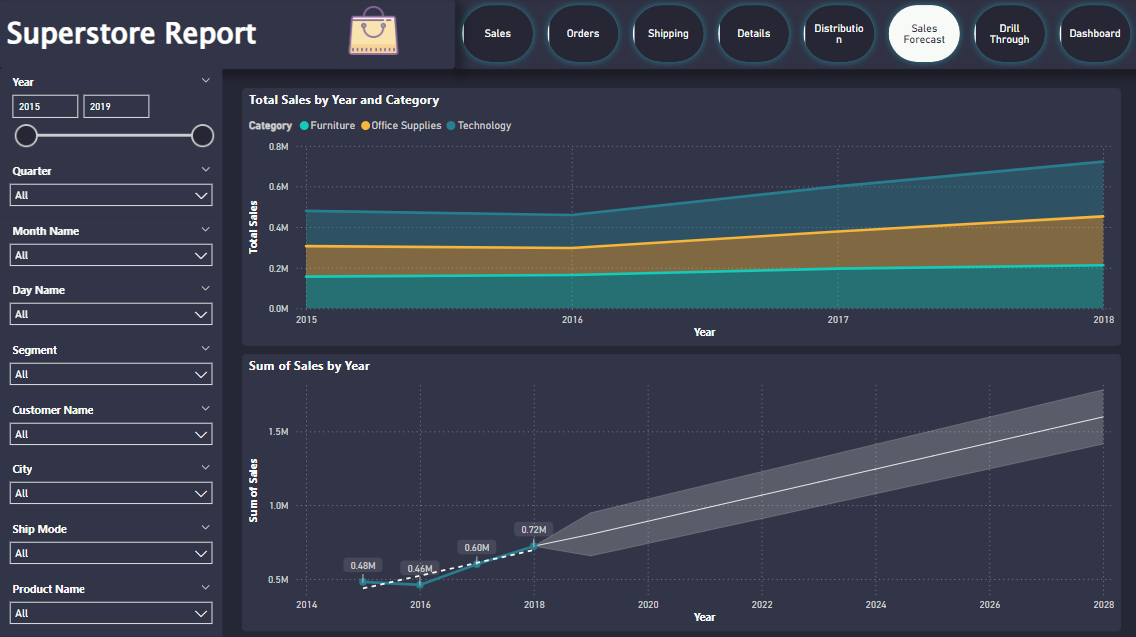 Superstore Report
Sales
Orders
Shipping
Details
Distributio
n
Sales
Forecast
Drill
Through
Dashboard
Year
2015
2019
Quarter
All
Month Name
All
Day Name
All
Segment
All
Customer Name
All
City
All
Ship Mode
All
Product Name
All
Total Sales by Year and Category
Category Furniture Office Supplies Technology
Total Sales
0.8M
0.6M
0.4M
0.2M
0.0M
2015 2016 2017 2018
Year
Sum of Sales by Year
Sum of Sales
1.5M
1.0M
0.5M
0.48M
0.46M
0.60M
0.72M
2014 2016 2018 2020 2022 2024 2026 2028
Year